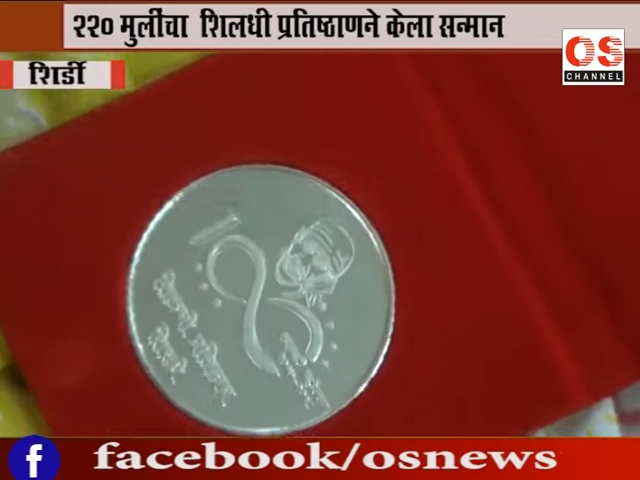 २२० मुलींचा शिलधी प्रतिष्ठाणने केला सन्मान
OS
CHANNEL
शिर्डी
f facebook/osnews